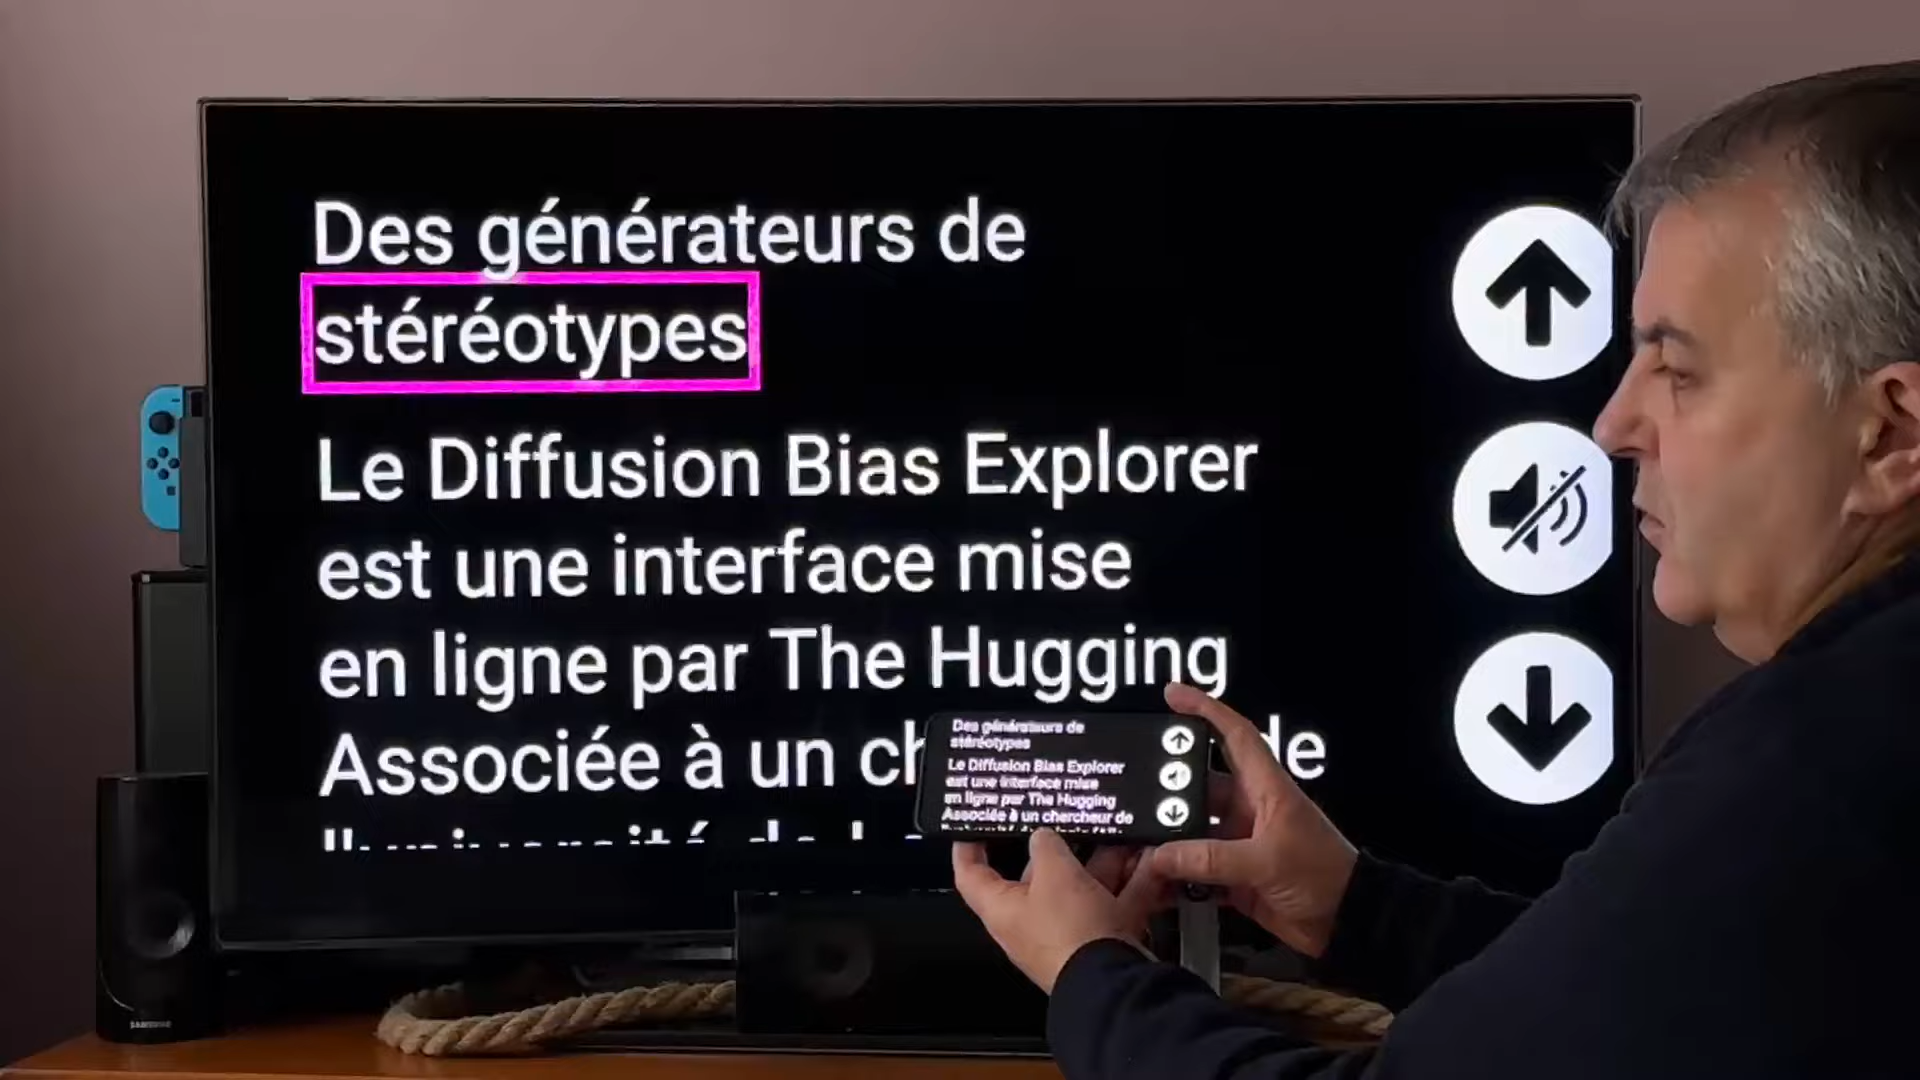 Des générateurs de
stéréotypes
Le Diffusion Bias Explorer
est une interface mise
en ligne par The Hugging
Associée à un ch de
Des générateurs de
stéréotypes
Le Diffusion Bias Explorer
est une interface mise
en ligne par The Hugging
Associée à un chercheur de
SAMSUNG